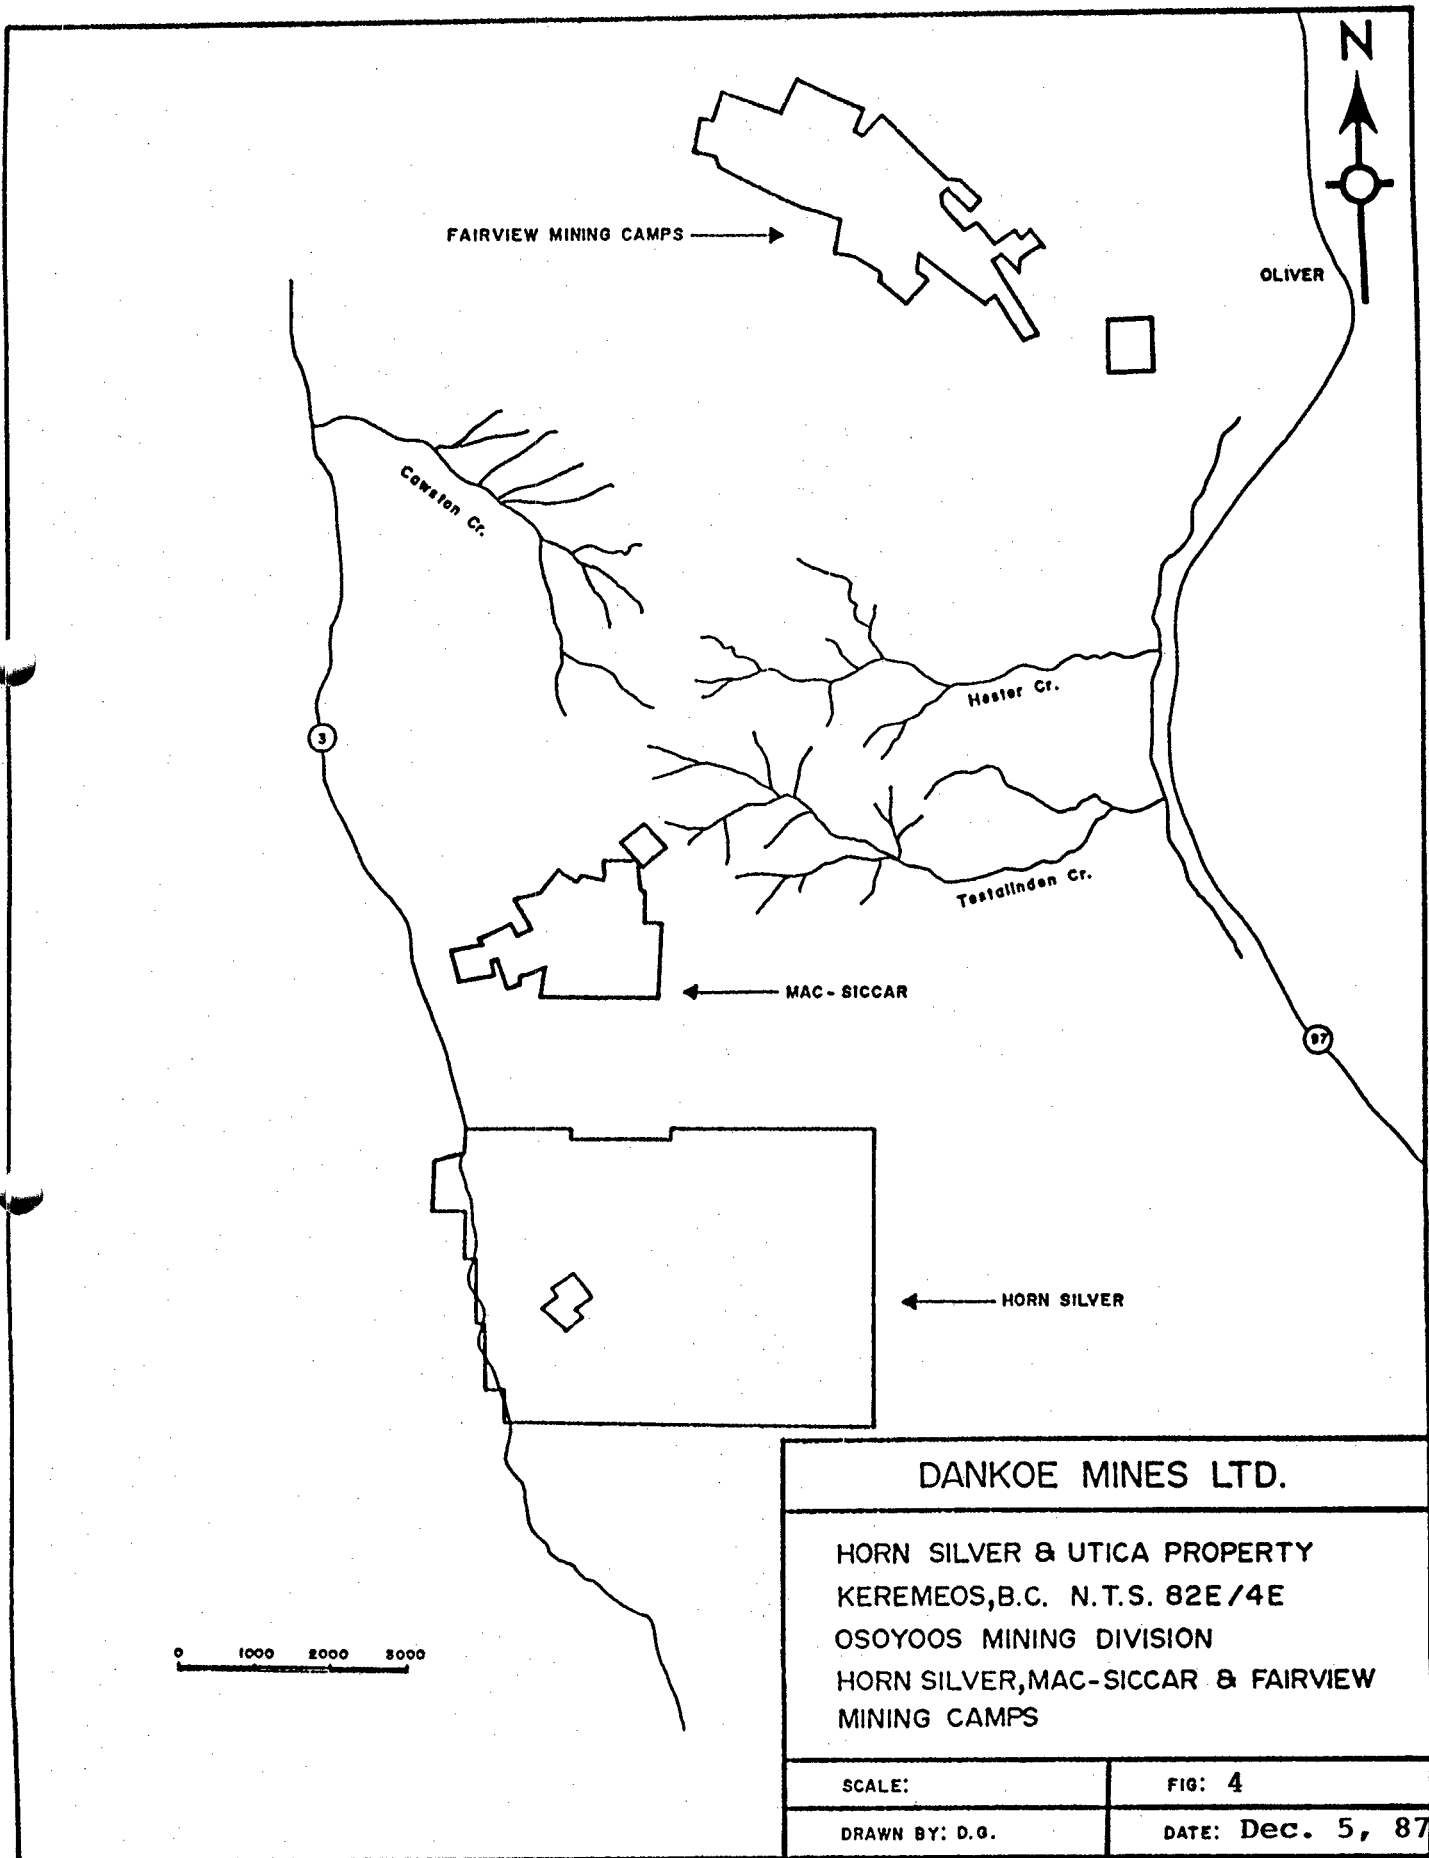 N
FAIRVIEW MINING CAMPS
OLIVER
Cawston Cr.
Hester Cr.
3
Testalinden Cr.
MAC-SICCAR
97
HORN SILVER
0 1000 2000 3000
DANKOE MINES LTD.
HORN SILVER & UTICA PROPERTY
KEREMEOS, B.C. N.T.S. 82E/4E
OSOYOOS MINING DIVISION
HORN SILVER, MAC-SICCAR & FAIRVIEW
MINING CAMPS
SCALE:
FIG: 4
DRAWN BY: D.G.
DATE: Dec. 5, 87